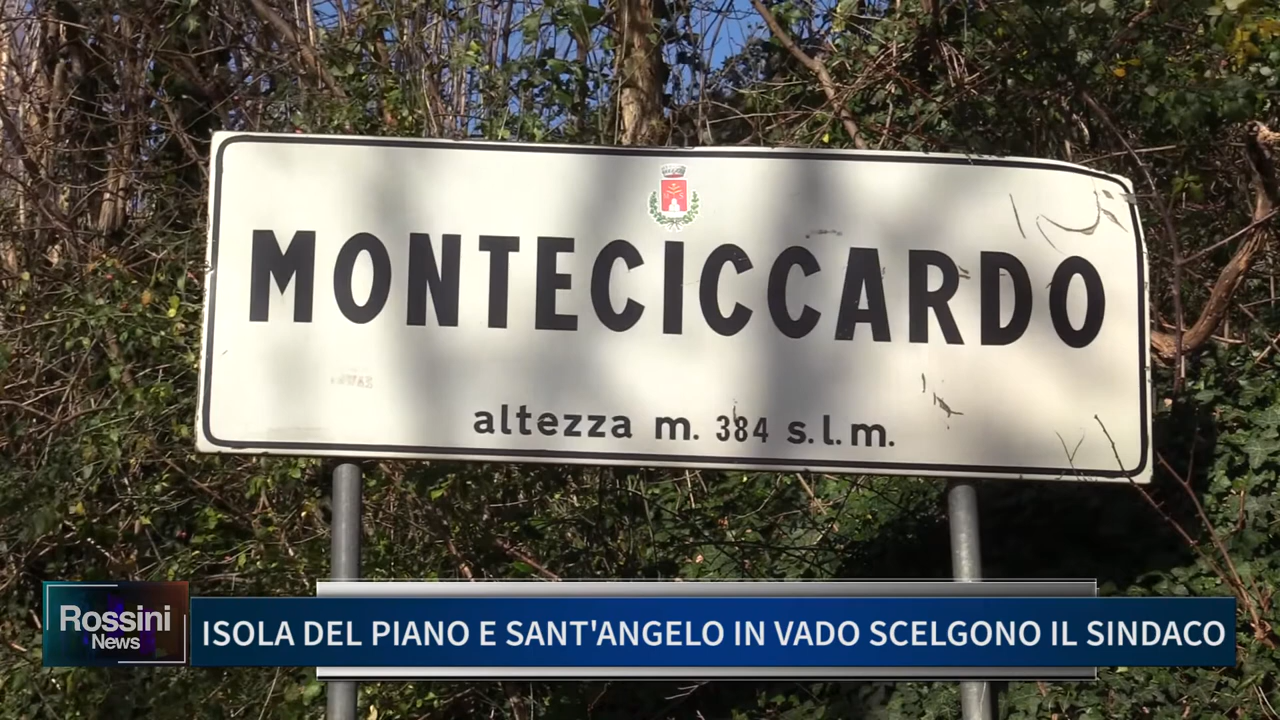 MONTECICCARDO
altezza m. 384 s.l.m.
Rossini
News
ISOLA DEL PIANO E SANT'ANGELO IN VADO SCELGONO IL SINDACO